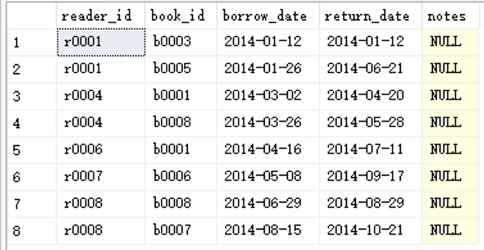 reader_id book_id borrow_date return_date notes
1 r0001 b0003 2014-01-12 2014-01-12 NULL
2 r0001 b0005 2014-01-26 2014-06-21 NULL
3 r0004 b0001 2014-03-02 2014-04-20 NULL
4 r0004 b0008 2014-03-26 2014-05-28 NULL
5 r0006 b0001 2014-04-16 2014-07-11 NULL
6 r0007 b0006 2014-05-08 2014-09-17 NULL
7 r0008 b0008 2014-06-29 2014-08-29 NULL
8 r0008 b0007 2014-08-15 2014-10-21 NULL